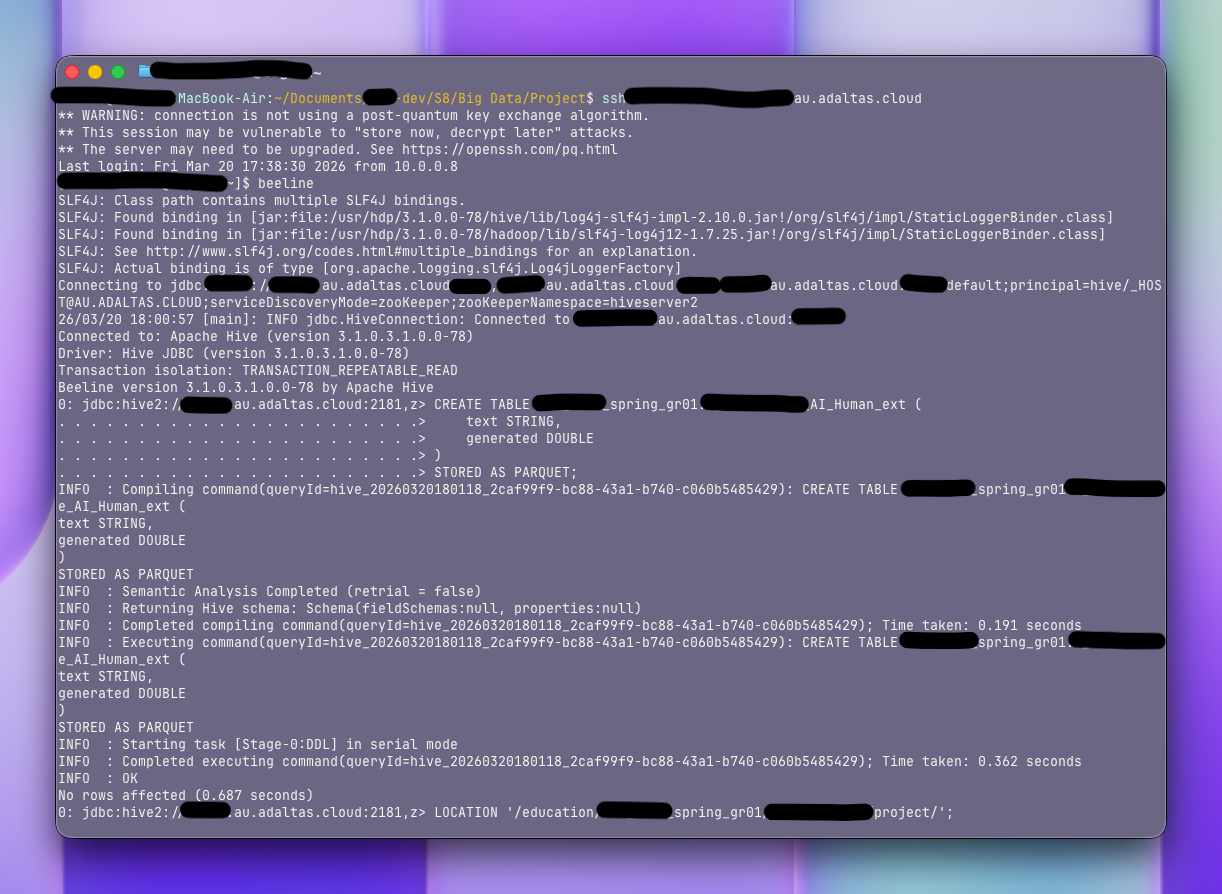 ~
MacBook-Air:~/Documents -dev/S8/Big Data/Project$ ssh au.adaltas.cloud
** WARNING: connection is not using a post-quantum key exchange algorithm.
** This session may be vulnerable to "store now, decrypt later" attacks.
** The server may need to be upgraded. See https://openssh.com/pq.html
Last login: Fri Mar 20 17:38:30 2026 from 10.0.0.8
~]$ beeline
SLF4J: Class path contains multiple SLF4J bindings.
SLF4J: Found binding in [jar:file:/usr/hdp/3.1.0.0-78/hive/lib/log4j-slf4j-impl-2.10.0.jar!/org/slf4j/impl/StaticLoggerBinder.class]
SLF4J: Found binding in [jar:file:/usr/hdp/3.1.0.0-78/hadoop/lib/slf4j-log4j12-1.7.25.jar!/org/slf4j/impl/StaticLoggerBinder.class]
SLF4J: See http://www.slf4j.org/codes.html#multiple_bindings for an explanation.
SLF4J: Actual binding is of type [org.apache.logging.slf4j.Log4jLoggerFactory]
Connecting to jdbc: :// au.adaltas.cloud , au.adaltas.cloud au.adaltas.cloud: default;principal=hive/_HOS
T@AU.ADALTAS.CLOUD;serviceDiscoveryMode=zooKeeper;zooKeeperNamespace=hiveserver2
26/03/20 18:00:57 [main]: INFO jdbc.HiveConnection: Connected to au.adaltas.cloud:
Connected to: Apache Hive (version 3.1.0.3.1.0.0-78)
Driver: Hive JDBC (version 3.1.0.3.1.0.0-78)
Transaction isolation: TRANSACTION_REPEATABLE_READ
Beeline version 3.1.0.3.1.0.0-78 by Apache Hive
0: jdbc:hive2:// au.adaltas.cloud:2181,z> CREATE TABLE _spring_gr01. _AI_Human_ext (
. . . . . . . . . . . . . . . . . . . . . . .>     text STRING,
. . . . . . . . . . . . . . . . . . . . . . .>     generated DOUBLE
. . . . . . . . . . . . . . . . . . . . . . .> )
. . . . . . . . . . . . . . . . . . . . . . .> STORED AS PARQUET;
INFO  : Compiling command(queryId=hive_20260320180118_2caf99f9-bc88-43a1-b740-c060b5485429): CREATE TABLE _spring_gr01
e_AI_Human_ext (
text STRING,
generated DOUBLE
)
STORED AS PARQUET
INFO  : Semantic Analysis Completed (retrial = false)
INFO  : Returning Hive schema: Schema(fieldSchemas:null, properties:null)
INFO  : Completed compiling command(queryId=hive_20260320180118_2caf99f9-bc88-43a1-b740-c060b5485429); Time taken: 0.191 seconds
INFO  : Executing command(queryId=hive_20260320180118_2caf99f9-bc88-43a1-b740-c060b5485429): CREATE TABLE _spring_gr01.
e_AI_Human_ext (
text STRING,
generated DOUBLE
)
STORED AS PARQUET
INFO  : Starting task [Stage-0:DDL] in serial mode
INFO  : Completed executing command(queryId=hive_20260320180118_2caf99f9-bc88-43a1-b740-c060b5485429); Time taken: 0.362 seconds
INFO  : OK
No rows affected (0.687 seconds)
0: jdbc:hive2:// .au.adaltas.cloud:2181,z> LOCATION '/education/ _spring_gr01/ project/';